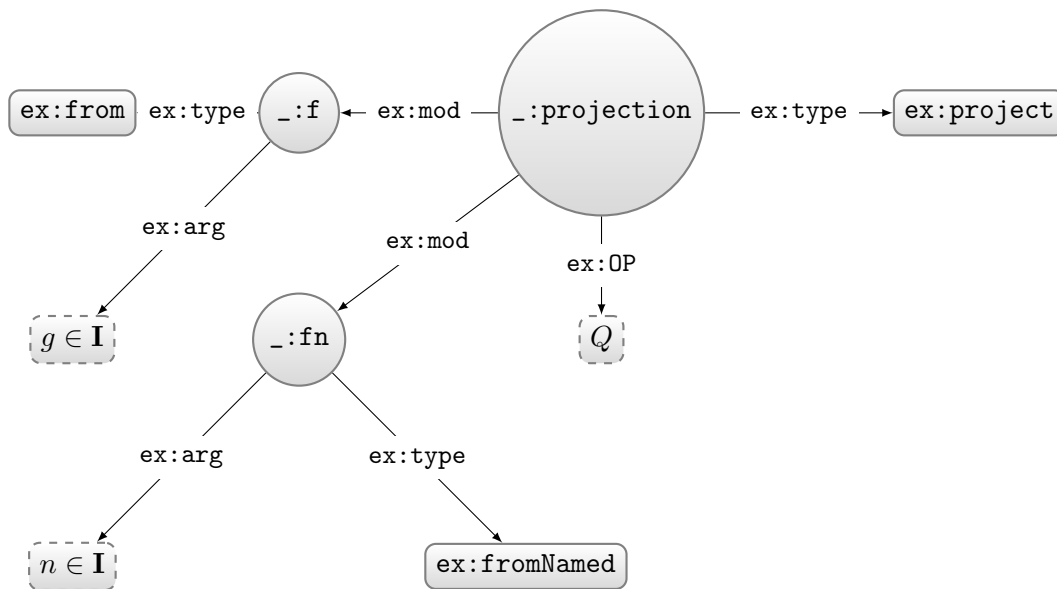 ex:from ex:type _:f ex:mod _:projection ex:type ex:project
ex:arg ex:mod
ex:OP
g ∈ I _:fn Q
ex:arg ex:type
n ∈ I ex:fromNamed